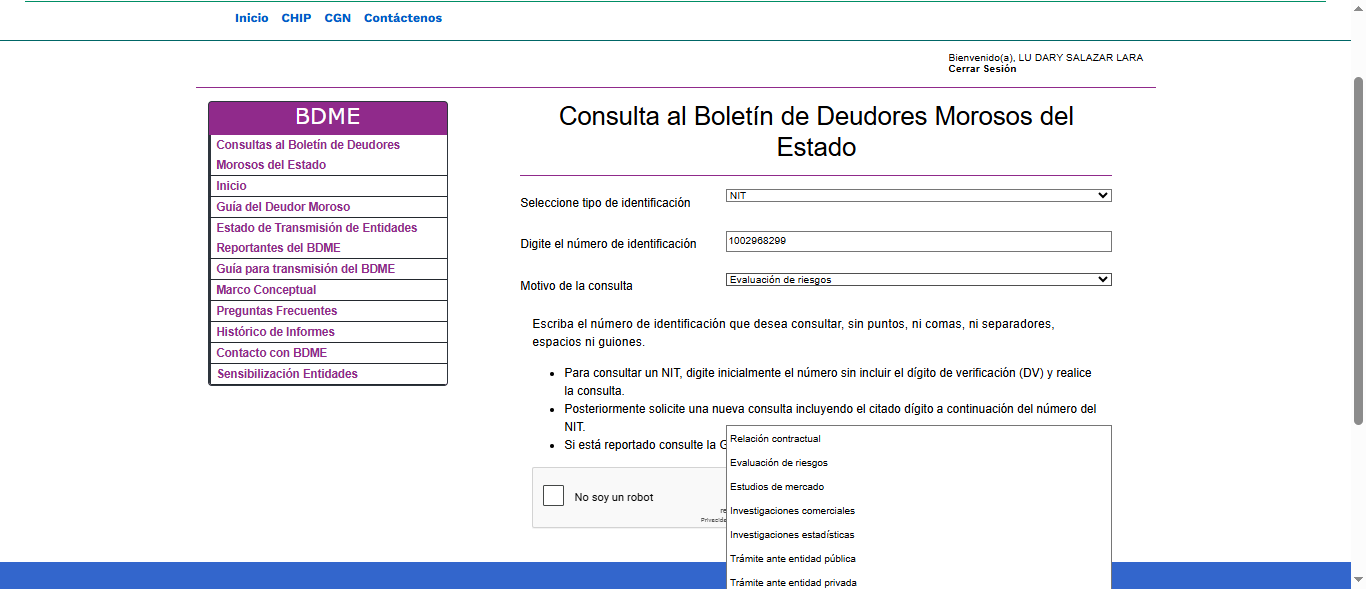 Inicio CHIP CGN Contáctenos
Bienvenido(a), LU DARY SALAZAR LARA
Cerrar Sesión
BDME
Consultas al Boletín de Deudores
Morosos del Estado
Inicio
Guía del Deudor Moroso
Estado de Transmisión de Entidades
Reportantes del BDME
Guía para transmisión del BDME
Marco Conceptual
Preguntas Frecuentes
Histórico de Informes
Contacto con BDME
Sensibilización Entidades
Consulta al Boletín de Deudores Morosos del
Estado
Seleccione tipo de identificación NIT
Digite el número de identificación 1002968299
Motivo de la consulta Evaluación de riesgos
Escriba el número de identificación que desea consultar, sin puntos, ni comas, ni separadores,
espacios ni guiones.
Para consultar un NIT, digite inicialmente el número sin incluir el dígito de verificación (DV) y realice
la consulta.
Posteriormente solicite una nueva consulta incluyendo el citado dígito a continuación del número del
NIT.
Si está reportado consulte la G
No soy un robot
re
Privacida
Relación contractual
Evaluación de riesgos
Estudios de mercado
Investigaciones comerciales
Investigaciones estadísticas
Trámite ante entidad pública
Trámite ante entidad privada